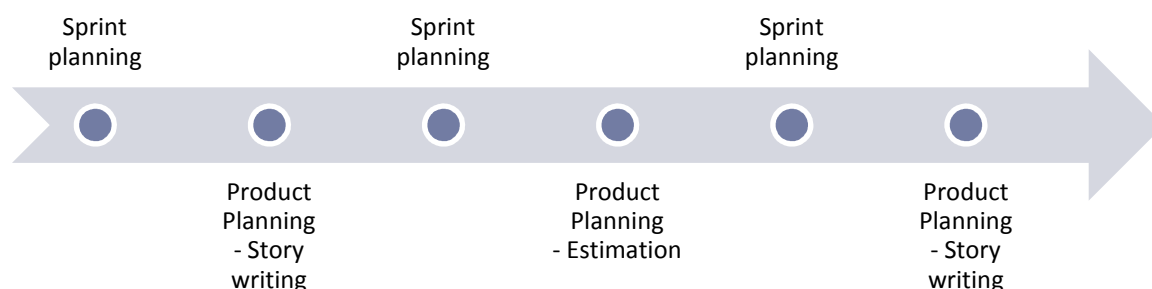 Sprint
planning
Sprint
planning
Sprint
planning
Product
Planning
- Story
writing
Product
Planning
- Estimation
Product
Planning
- Story
writing